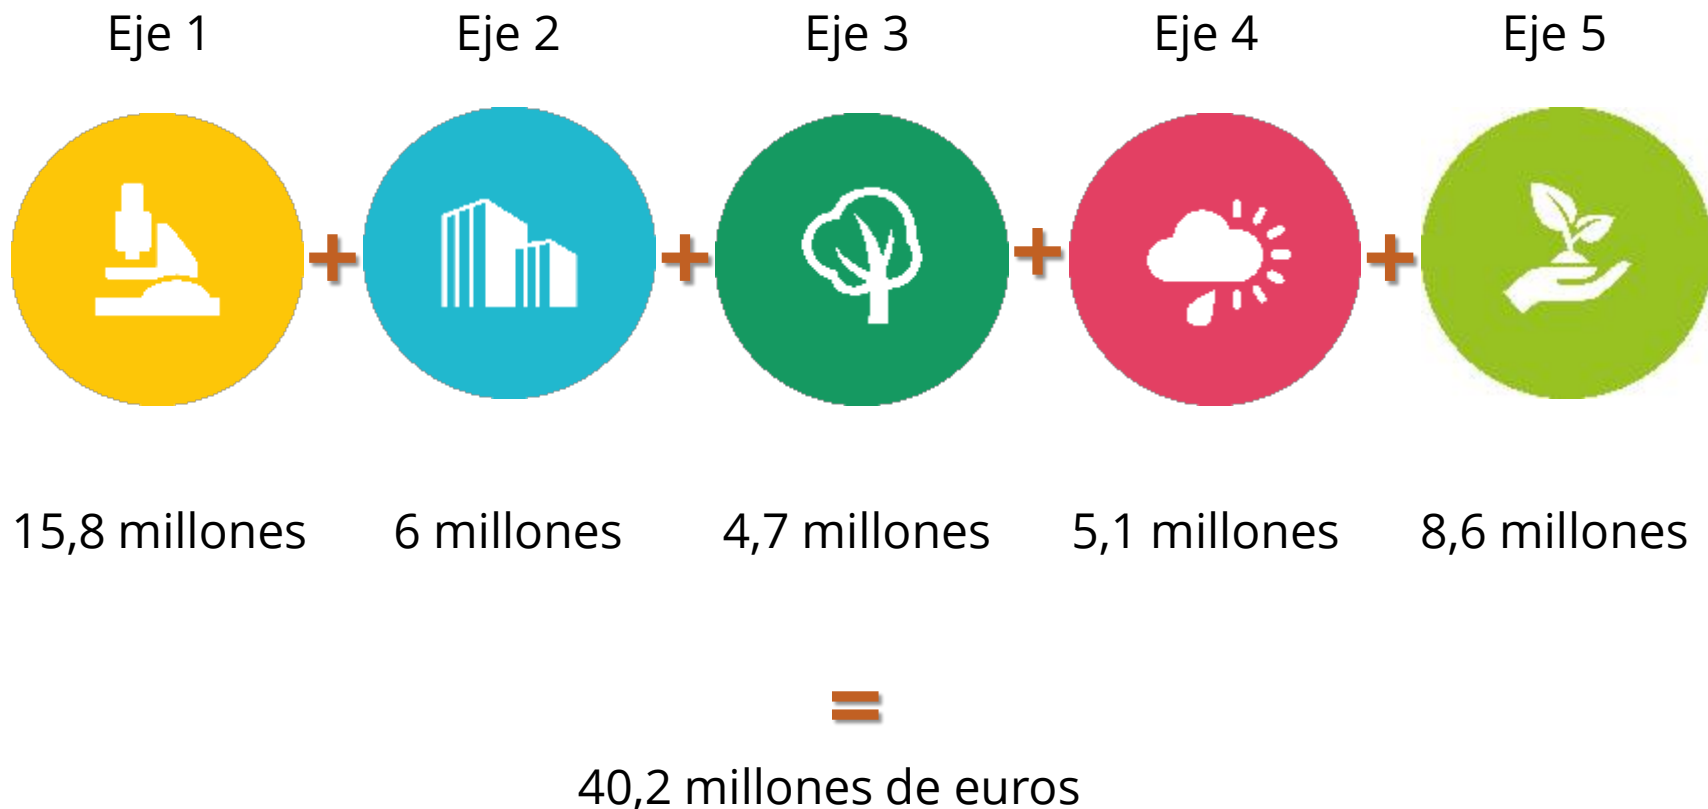 Eje 1 Eje 2 Eje 3 Eje 4 Eje 5
+ + + +
15,8 millones 6 millones 4,7 millones 5,1 millones 8,6 millones
=
40,2 millones de euros